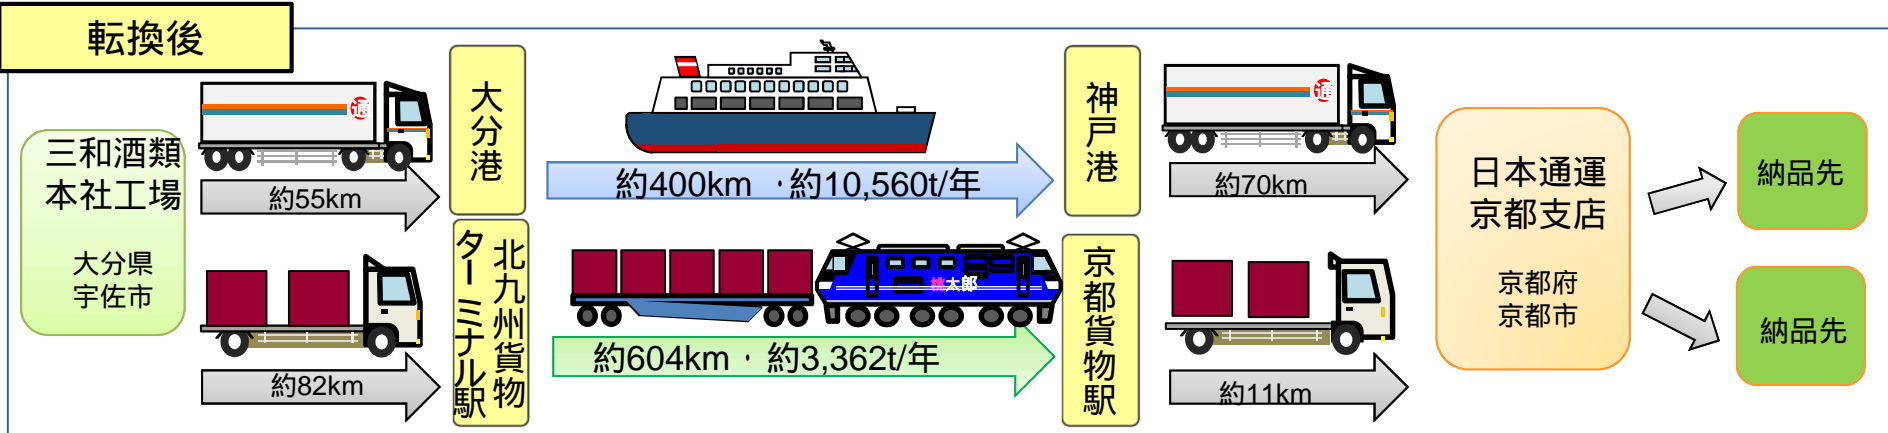 転換後
三和酒類
本社工場
大分県
宇佐市
通
約55km
大分港
約400km ・約10,560t/年
神戸港
通
約70km
約82km
北九州貨物
ターミナル駅
桃太郎
約604km・約3,362t/年
京都貨物駅
約11km
日本通運
京都支店
京都府
京都市
納品先
納品先